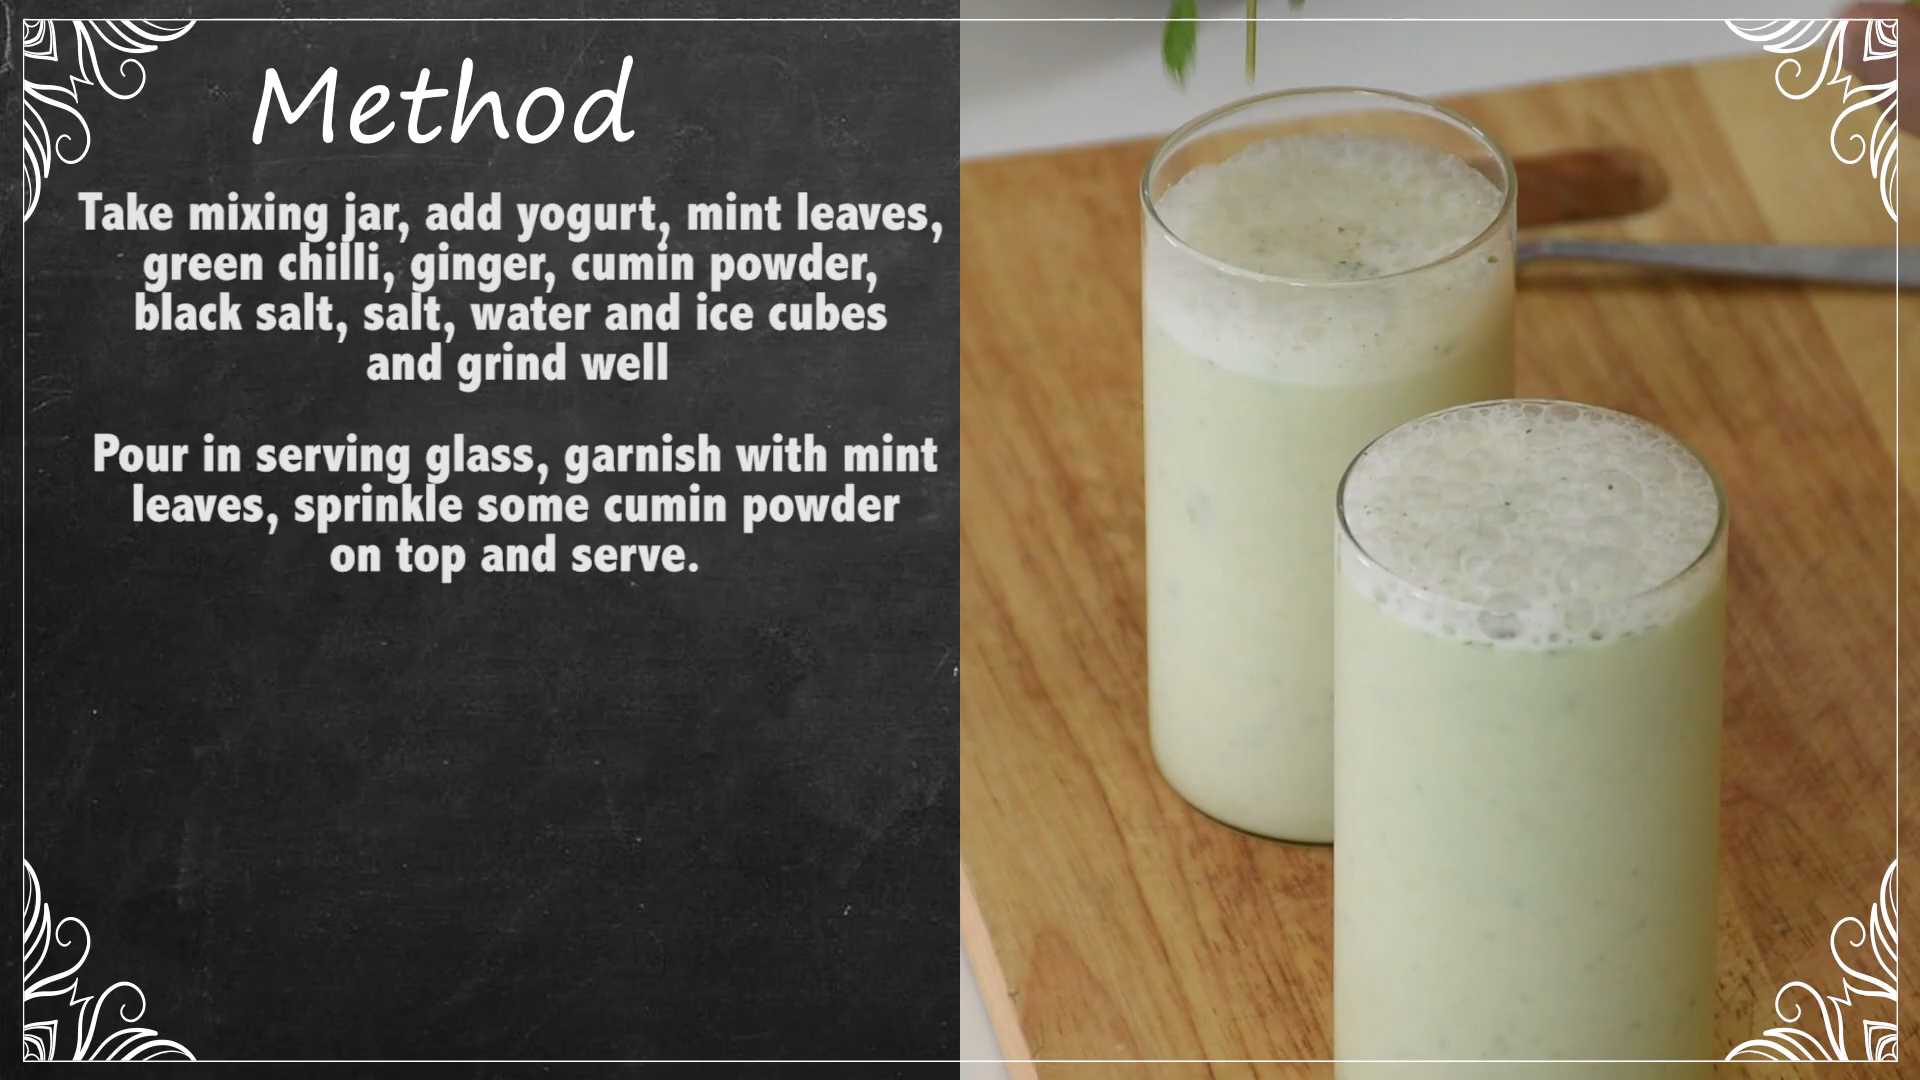 Method
Take mixing jar, add yogurt, mint leaves,
green chilli, ginger, cumin powder,
black salt, salt, water and ice cubes
and grind well
Pour in serving glass, garnish with mint
leaves, sprinkle some cumin powder
on top and serve.